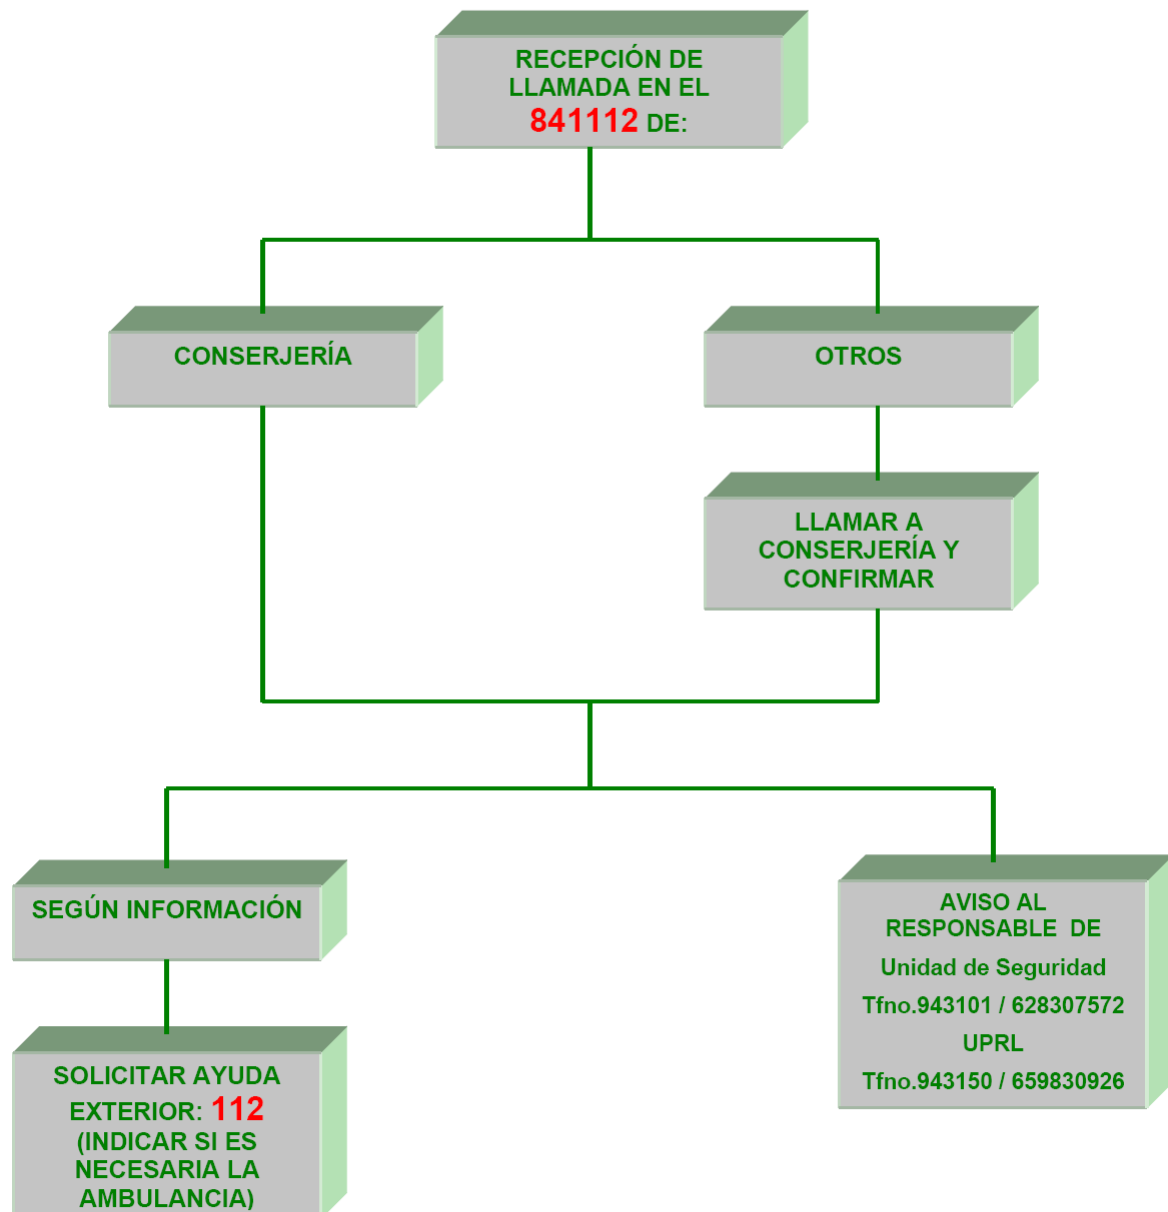 RECEPCIÓN DE
LLAMADA EN EL
841112 DE:
CONSERJERÍA
OTROS
LLAMAR A
CONSERJERÍA Y
CONFIRMAR
SEGÚN INFORMACIÓN
SOLICITAR AYUDA
EXTERIOR: 112
(INDICAR SI ES
NECESARIA LA
AMBULANCIA)
AVISO AL
RESPONSABLE DE
Unidad de Seguridad
Tfno.943101 / 628307572
UPRL
Tfno.943150 / 659830926